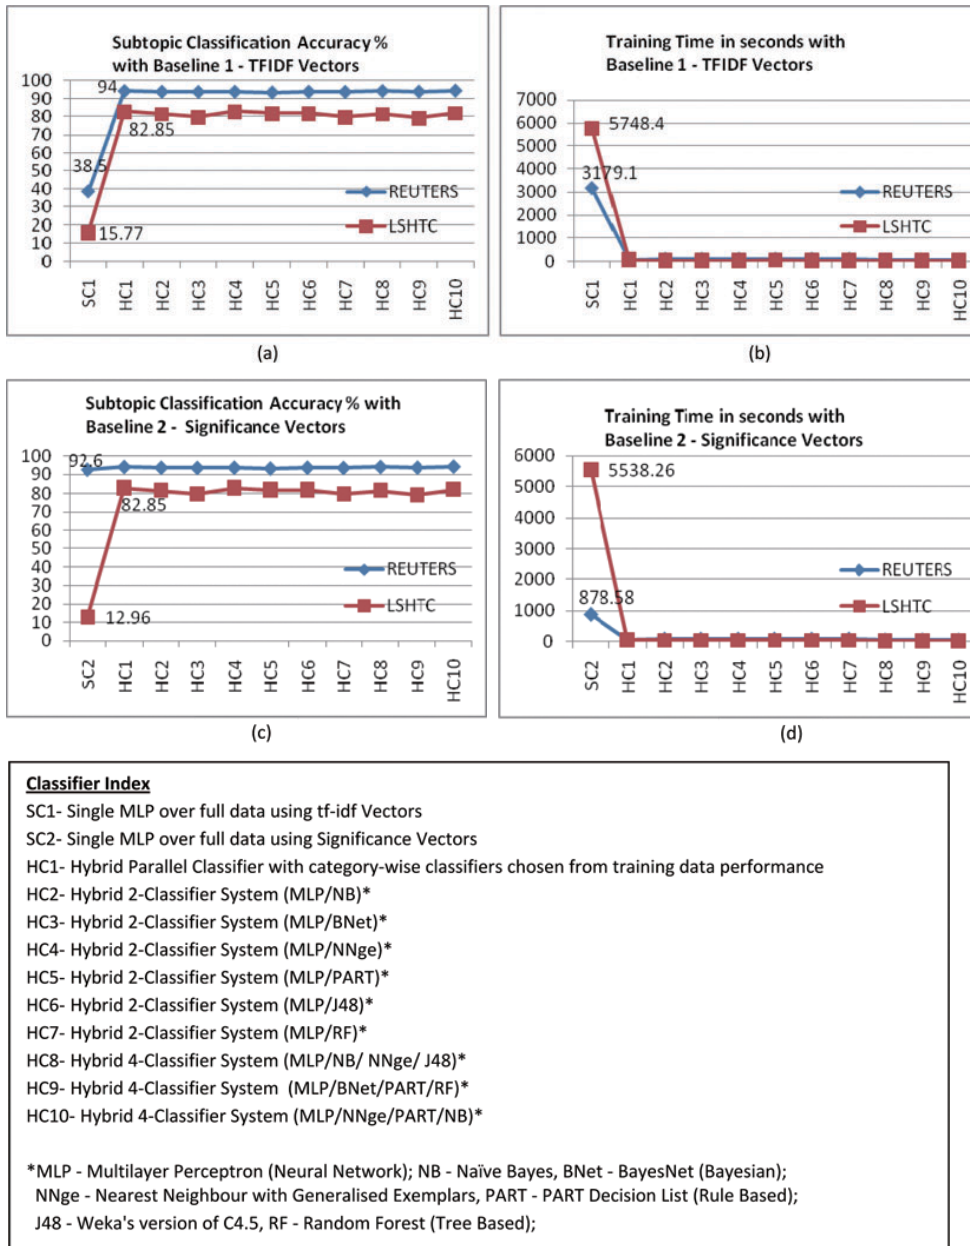 Subtopic Classification Accuracy %
with Baseline 1 - TFIDF Vectors
100
90
80
70
60
50
40
30
20
10
0
94
82.85
38.5
15.77
REUTERS
LSHTC
SC1
HC1
HC2
HC3
HC4
HC5
HC6
HC7
HC8
HC9
HC10
(a)
Training Time in seconds with
Baseline 1 - TFIDF Vectors
7000
6000
5000
4000
3000
2000
1000
0
5748.4
3179.1
REUTERS
LSHTC
SC1
HC1
HC2
HC3
HC4
HC5
HC6
HC7
HC8
HC9
HC10
(b)
Subtopic Classification Accuracy % with
Baseline 2 - Significance Vectors
100
90
80
70
60
50
40
30
20
10
0
92.6
82.85
12.96
REUTERS
LSHTC
SC2
HC1
HC2
HC3
HC4
HC5
HC6
HC7
HC8
HC9
HC10
(c)
Training Time in seconds with
Baseline 2 - Significance Vectors
6000
5000
4000
3000
2000
1000
0
5538.26
878.58
REUTERS
LSHTC
SC2
HC1
HC2
HC3
HC4
HC5
HC6
HC7
HC8
HC9
HC10
(d)
Classifier Index
SC1- Single MLP over full data using tf-idf Vectors
SC2- Single MLP over full data using Significance Vectors
HC1- Hybrid Parallel Classifier with category-wise classifiers chosen from training data performance
HC2- Hybrid 2-Classifier System (MLP/NB)*
HC3- Hybrid 2-Classifier System (MLP/BNet)*
HC4- Hybrid 2-Classifier System (MLP/NNge)*
HC5- Hybrid 2-Classifier System (MLP/PART)*
HC6- Hybrid 2-Classifier System (MLP/J48)*
HC7- Hybrid 2-Classifier System (MLP/RF)*
HC8- Hybrid 4-Classifier System (MLP/NB/ NNge/ J48)*
HC9- Hybrid 4-Classifier System (MLP/BNet/PART/RF)*
HC10- Hybrid 4-Classifier System (MLP/NNge/PART/NB)*
*MLP - Multilayer Perceptron (Neural Network); NB - Naïve Bayes, BNet - BayesNet (Bayesian);
NNge - Nearest Neighbour with Generalised Exemplars, PART - PART Decision List (Rule Based);
J48 - Weka's version of C4.5, RF - Random Forest (Tree Based);